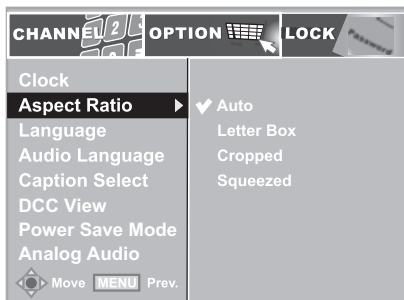 CHANNEL 2 OPTION LOCK Password
Clock
Aspect Ratio Auto
Language Letter Box
Audio Language Cropped
Caption Select Squeezed
DCC View
Power Save Mode
Analog Audio
Move MENU Prev.